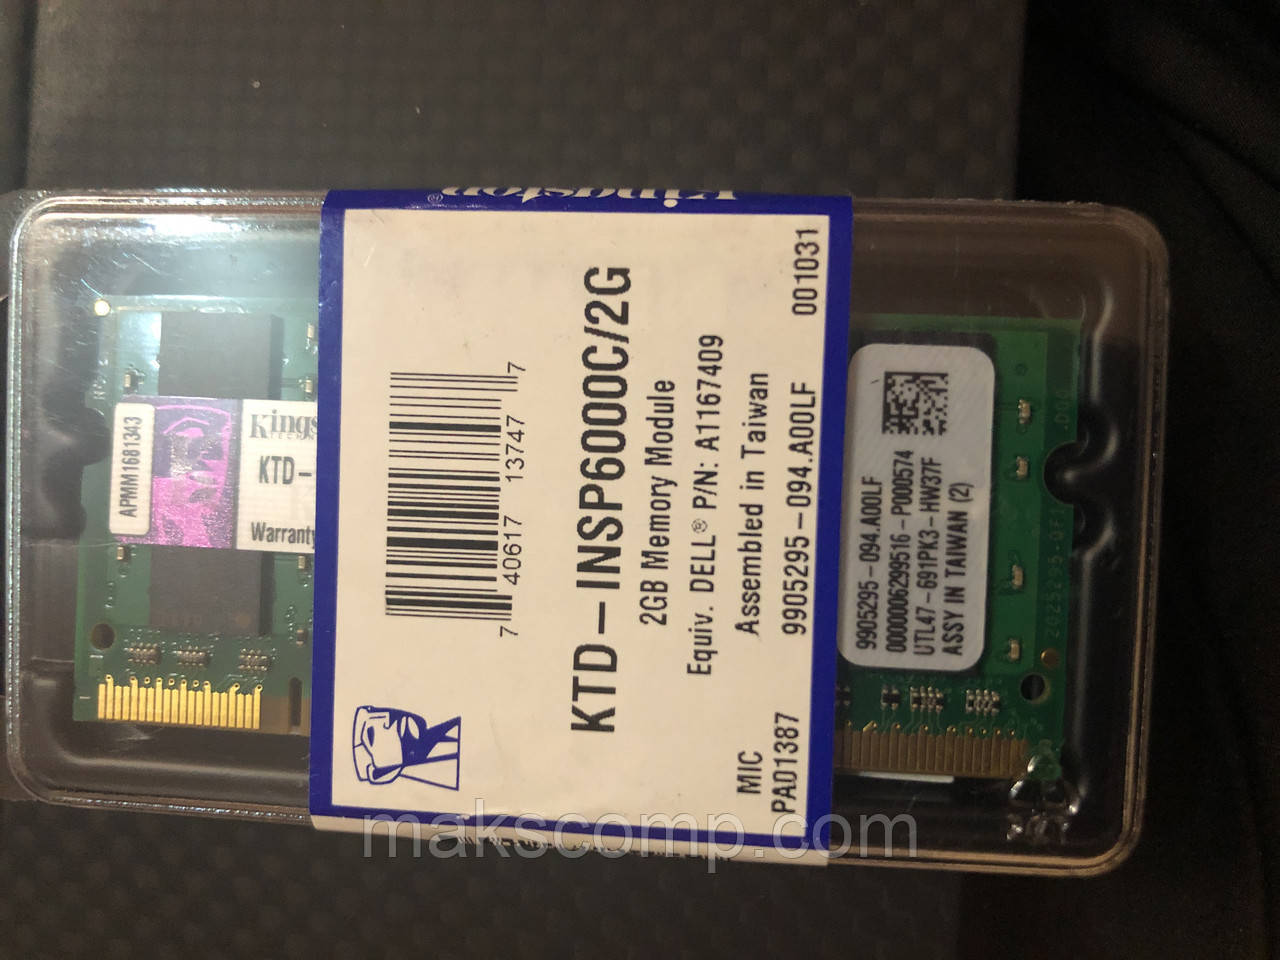 Kingston®
7 40617 13747 7
KTD-INSP6000C/2G
2GB Memory Module
Equiv. DELL® P/N: A1167409
Assembled in Taiwan
MIC
9905295-094.A00LF 001031
PA01387
APMM1681343
KTD-
Warranty
9905295-094.A00LF
0000006299516-P000574
UTL47-691PK3-HW37F
ASSY IN TAIWAN (2)
makscomp.com